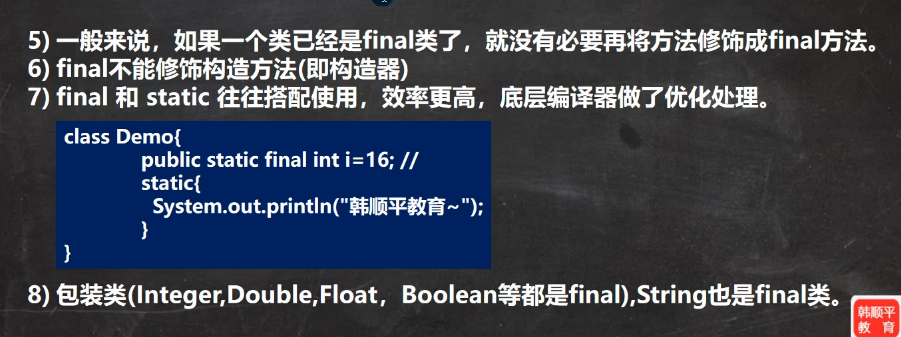 5) 一般来说，如果一个类已经是final类了，就没有必要再将方法修饰成final方法。
6) final不能修饰构造方法(即构造器)
7) final 和 static 往往搭配使用，效率更高，底层编译器做了优化处理。
class Demo{
public static final int i=16; //
static{
System.out.println("韩顺平教育~");
}
}
8) 包装类(Integer,Double,Float，Boolean等都是final),String也是final类。
韩顺平
教育